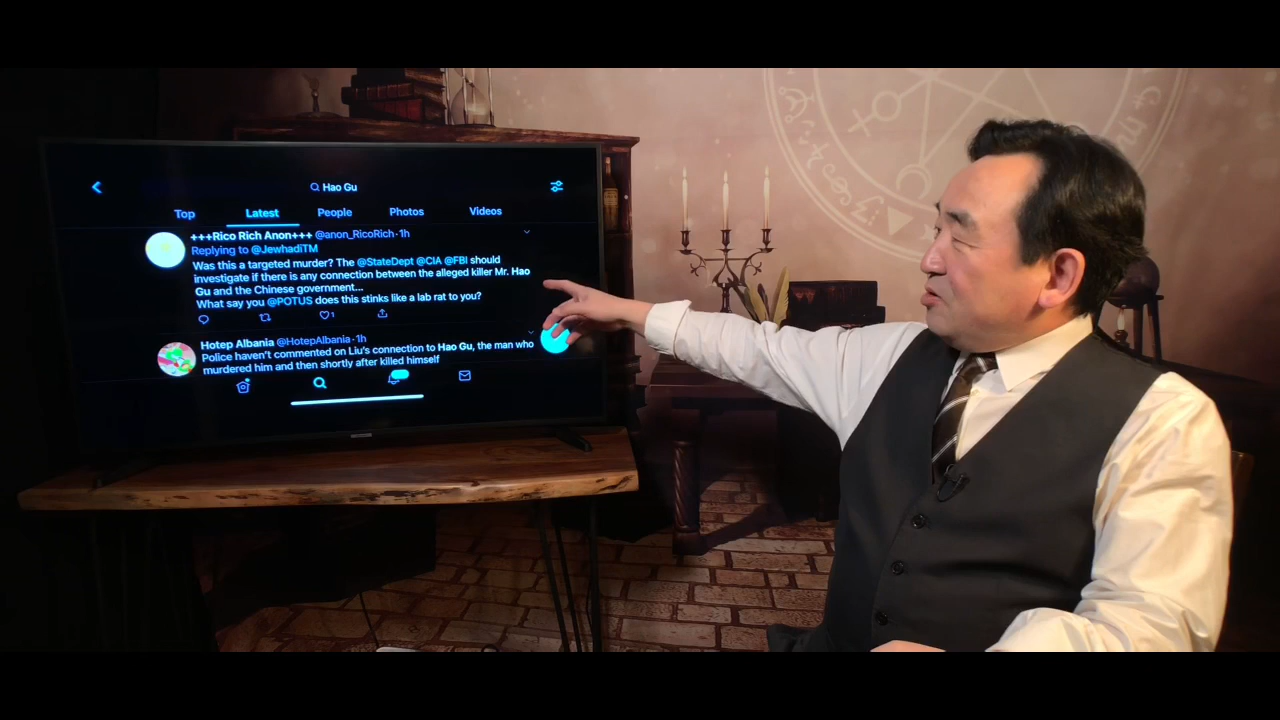 Hao Gu
Top Latest People Photos Videos
+++Rico Rich Anon+++ @anon_RicoRich · 1h
Replying to @JewhadiTM
Was this a targeted murder? The @StateDept @CIA @FBI should
investigate if there is any connection between the alleged killer Mr. Hao
Gu and the Chinese government...
What say you @POTUS does this stinks like a lab rat to you?
1
Hotep Albania @HotepAlbania · 1h
Police haven't commented on Liu's connection to Hao Gu, the man who
murdered him and then shortly after killed himself